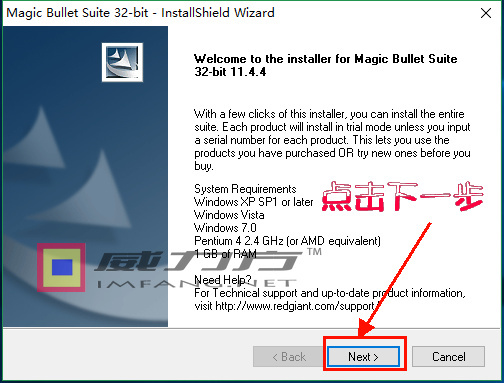 Magic Bullet Suite 32-bit - InstallShield Wizard
Welcome to the installer for Magic Bullet Suite
32-bit 11.4.4
With a few clicks of this installer, you can install the entire
suite. Each product will install in trial mode unless you input
a serial number for each product. This lets you use the
products you have purchased OR try new ones before you
buy.
System Requirements
Windows XP SP1 or later
Windows Vista
Windows 7.0
Pentium 4 2.4 GHz (or AMD equivalent)
1 GB of RAM
点击下一步
威力方™
IMFANG.NET
Need Help?
For Technical support and up-to-date product information,
visit http://www.redgiant.com/support
< Back
Next >
Cancel